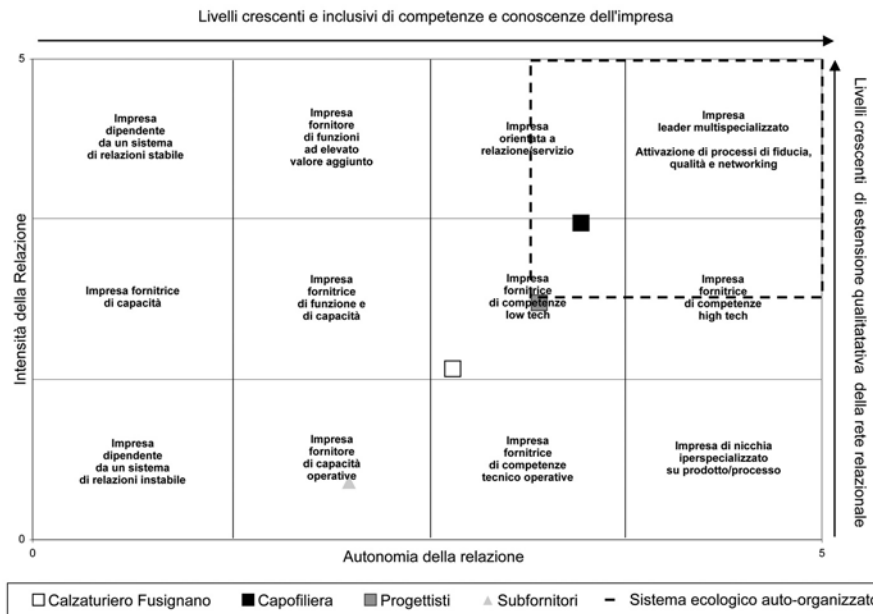 Livelli crescenti e inclusivi di competenze e conoscenze dell'impresa
5
Impresa
dipendente
da un sistema
di relazioni stabile
Impresa
fornitore
di funzioni
ad elevato
valore aggiunto
Impresa
orientata a
relazione/servizio
Impresa
leader multispecializzato
Attivazione di processi di fiducia,
qualità e networking
Impresa fornitrice
di capacità
Impresa
fornitrice
di funzione e
di capacità
Impresa
fornitrice
di competenze
low tech
Impresa
fornitrice
di competenze
high tech
Impresa
dipendente
da un sistema
di relazioni instabile
Impresa
fornitore
di capacità
operative
Impresa
fornitrice
di competenze
tecnico operative
Impresa di nicchia
iperspecializzato
su prodotto/processo
Intensità della Relazione
Livelli crescenti di estensione qualitatativa della rete relazionale
0
0
5
Autonomia della relazione
Calzaturiero Fusignano
Capofiliera
Progettisti
Subfornitori
Sistema ecologico auto-organizzato